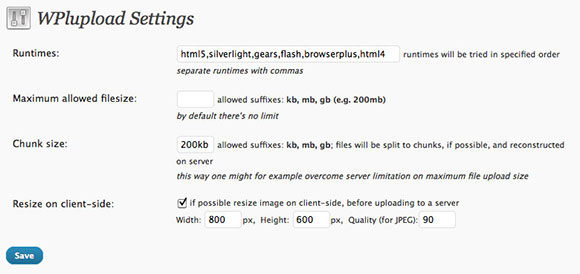 WPlupload Settings
Runtimes: html5,silverlight,gears,flash,browserplus,html4 runtimes will be tried in specified order
separate runtimes with commas
Maximum allowed filesize: allowed suffixes: kb, mb, gb (e.g. 200mb)
by default there's no limit
Chunk size: 200kb allowed suffixes: kb, mb, gb; files will be split to chunks, if possible, and reconstructed
on server
this way one might for example overcome server limitation on maximum file upload size
Resize on client-side: if possible resize image on client-side, before uploading to a server
Width: 800 px, Height: 600 px, Quality (for JPEG): 90
Save